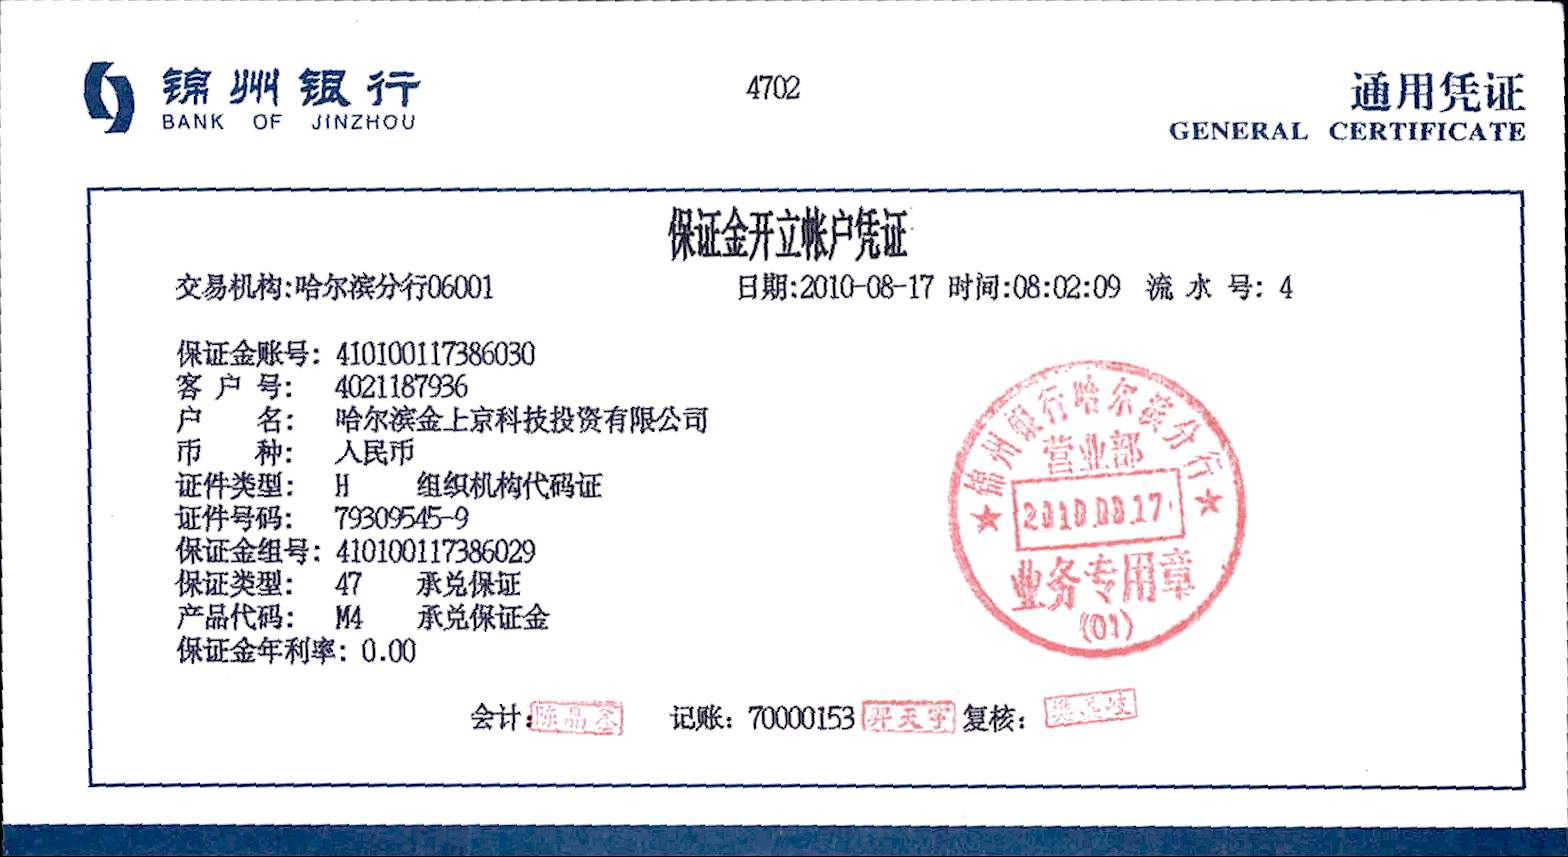 锦州银行
BANK OF JINZHOU
4702
通用凭证
GENERAL CERTIFICATE
保证金开立帐户凭证
交易机构:哈尔滨分行06001 日期:2010-08-17 时间:08:02:09 流 水 号: 4
保证金账号: 410100117386030
客 户 号: 4021187936
户 名: 哈尔滨金上京科技投资有限公司
币 种: 人民币
证件类型: H 组织机构代码证
证件号码: 79309545-9
保证金组号: 410100117386029
保证类型: 47 承兑保证
产品代码: M4 承兑保证金
保证金年利率: 0.00
锦州银行哈尔滨分行
营业部
★ 2010.08.17 ★
业务专用章
(01)
会计: 记账: 70000153 复核: